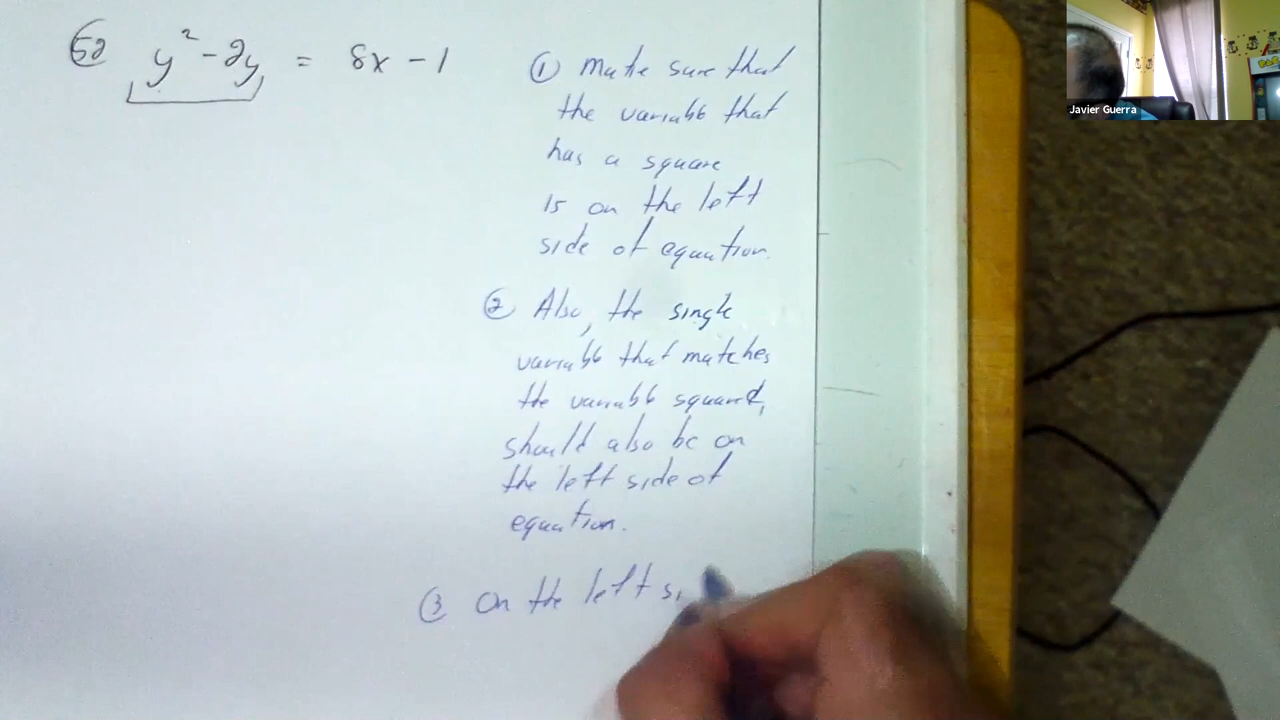 52 y² - 2y = 8x - 1
① Make sure that
the variable that
has a square
is on the left
side of equation.
② Also, the single
variable that matches
the variable squared,
should also be on
the left side of
equation.
③ On the left si
Javier Guerra